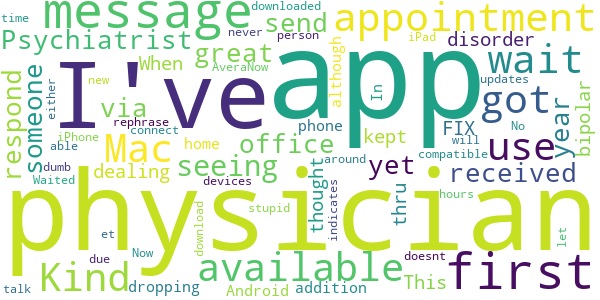 downloaded never iPad
time message appointment
Psychiatrist When great send person although disorder
AveraNow
I've app wait
new
In
updates
respond someone via got year
either rephrase phone FIX No bipolar
iPhone
Mac home office kept use
able connect around will compatible
Waited dumb dealing seeing thought yet received
devices thru
physician
Kind available This first
download stupid indicates hours
et due Android doesnt let
Now
talk dropping addition